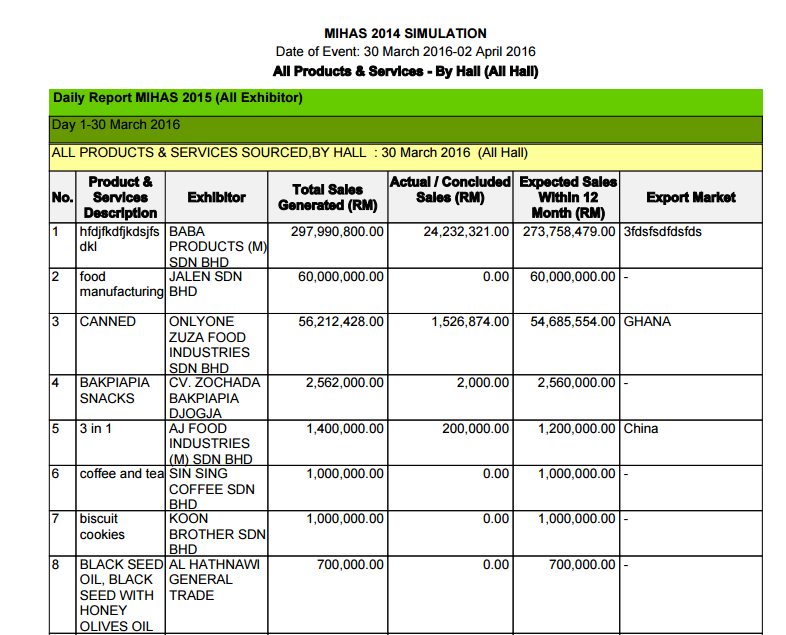 MIHAS 2014 SIMULATION
Date of Event: 30 March 2016-02 April 2016
All Products & Services - By Hall (All Hall)
Daily Report MIHAS 2015 (All Exhibitor)
Day 1-30 March 2016
ALL PRODUCTS & SERVICES SOURCED,BY HALL : 30 March 2016 (All Hall)
No. Product & Services Description Exhibitor Total Sales Generated (RM) Actual / Concluded Sales (RM) Expected Sales Within 12 Month (RM) Export Market
1 hfdjfkdfjkdsjfs dkl BABA PRODUCTS (M) SDN BHD 297,990,800.00 24,232,321.00 273,758,479.00 3fdsfsdfdsfds
2 food manufacturing JALEN SDN BHD 60,000,000.00 0.00 60,000,000.00 -
3 CANNED ONLYONE ZUZA FOOD INDUSTRIES SDN BHD 56,212,428.00 1,526,874.00 54,685,554.00 GHANA
4 BAKPIAPIA SNACKS CV. ZOCHADA BAKPIAPIA DJOGJA 2,562,000.00 2,000.00 2,560,000.00 -
5 3 in 1 AJ FOOD INDUSTRIES (M) SDN BHD 1,400,000.00 200,000.00 1,200,000.00 China
6 coffee and tea SIN SING COFFEE SDN BHD 1,000,000.00 0.00 1,000,000.00 -
7 biscuit cookies KOON BROTHER SDN BHD 1,000,000.00 0.00 1,000,000.00 -
8 BLACK SEED OIL, BLACK SEED WITH HONEY OLIVES OIL AL HATHNAWI GENERAL TRADE 700,000.00 0.00 700,000.00 -